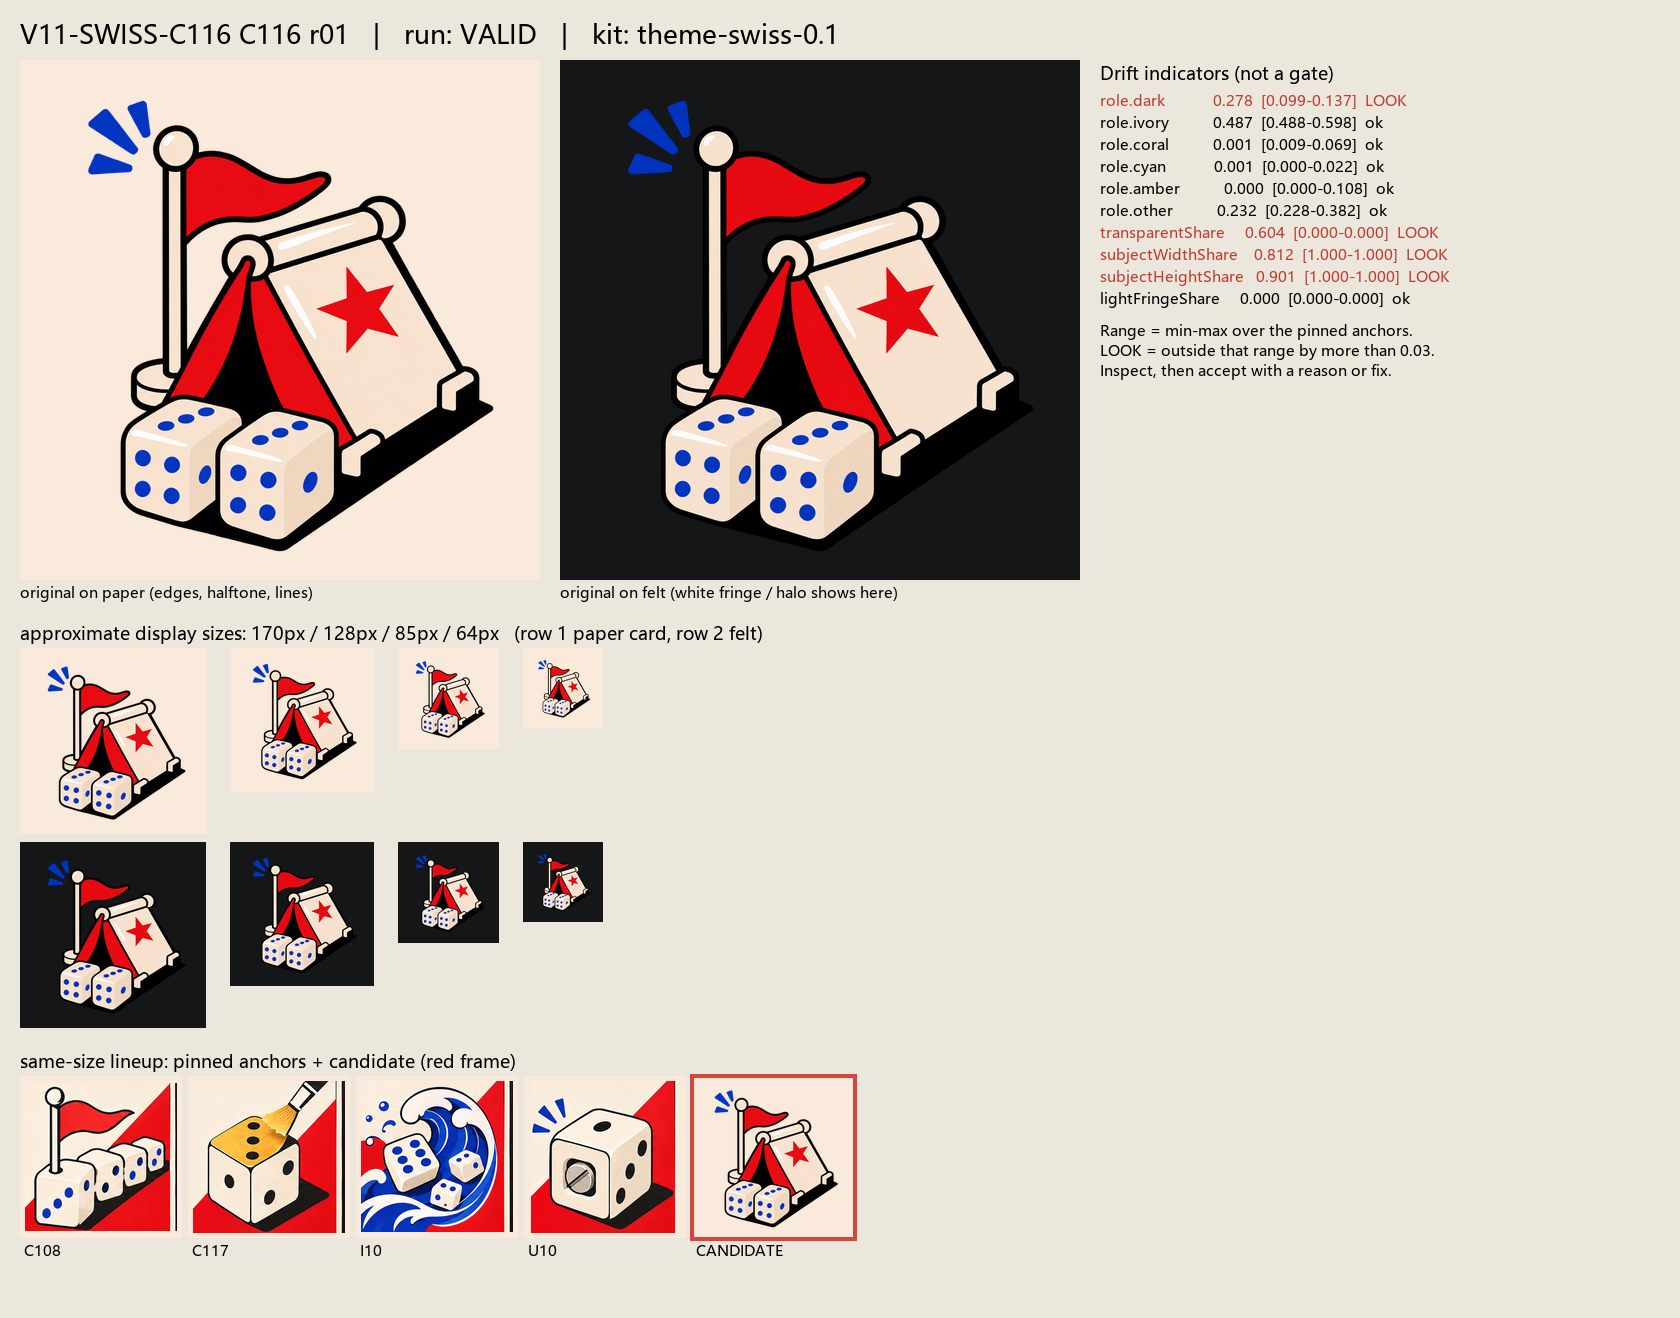 V11-SWISS-C116 C116 r01   |   run: VALID   |   kit: theme-swiss-0.1
Drift indicators (not a gate)
role.dark 0.278 [0.099-0.137] LOOK
role.ivory 0.487 [0.488-0.598] ok
role.coral 0.001 [0.009-0.069] ok
role.cyan 0.001 [0.000-0.022] ok
role.amber 0.000 [0.000-0.108] ok
role.other 0.232 [0.228-0.382] ok
transparentShare 0.604 [0.000-0.000] LOOK
subjectWidthShare 0.812 [1.000-1.000] LOOK
subjectHeightShare 0.901 [1.000-1.000] LOOK
lightFringeShare 0.000 [0.000-0.000] ok
Range = min-max over the pinned anchors.
LOOK = outside that range by more than 0.03.
Inspect, then accept with a reason or fix.
original on paper (edges, halftone, lines)
original on felt (white fringe / halo shows here)
approximate display sizes: 170px / 128px / 85px / 64px   (row 1 paper card, row 2 felt)
same-size lineup: pinned anchors + candidate (red frame)
C108
C117
I10
U10
CANDIDATE